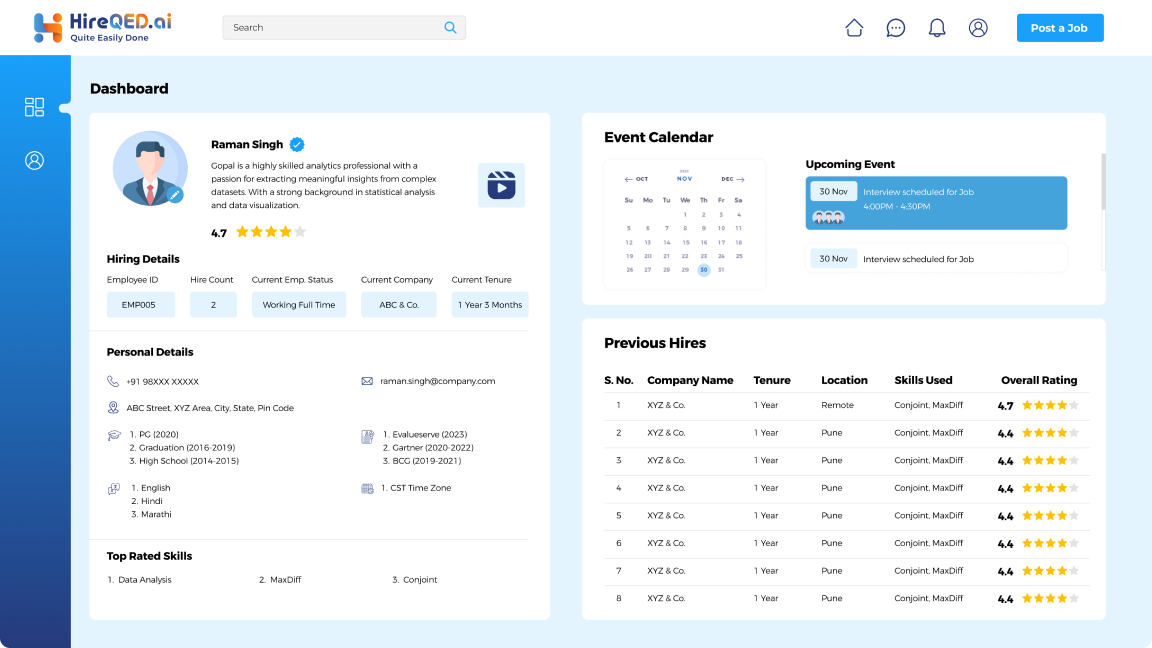 HireQED.ai
Quite Easily Done
Search
Post a Job
Dashboard
Raman Singh
Gopal is a highly skilled analytics professional with a
passion for extracting meaningful insights from complex
datasets. With a strong background in statistical analysis
and data visualization.
4.7
Hiring Details
Employee ID Hire Count Current Emp. Status Current Company Current Tenure
EMP005 2 Working Full Time ABC & Co. 1 Year 3 Months
Personal Details
+91 98XXX XXXXX
raman.singh@company.com
ABC Street, XYZ Area, City, State, Pin Code
1. PG (2020)
2. Graduation (2016-2019)
3. High School (2014-2015)
1. Evalueserve (2023)
2. Gartner (2020-2022)
3. BCG (2019-2021)
1. English
2. Hindi
3. Marathi
1. CST Time Zone
Top Rated Skills
1. Data Analysis 2. MaxDiff 3. Conjoint
Event Calendar
OCT NOV DEC
Su Mo Tu We Th Fr Sa
1 2 3 4
5 6 7 8 9 10 11
12 13 14 15 16 17 18
19 20 21 22 23 24 25
26 27 28 29 30 31
Upcoming Event
30 Nov Interview scheduled for Job
4:00PM - 4:30PM
30 Nov Interview scheduled for Job
Previous Hires
S. No. Company Name Tenure Location Skills Used Overall Rating
1 XYZ & Co. 1 Year Remote Conjoint, MaxDiff 4.7
2 XYZ & Co. 1 Year Pune Conjoint, MaxDiff 4.4
3 XYZ & Co. 1 Year Pune Conjoint, MaxDiff 4.4
4 XYZ & Co. 1 Year Pune Conjoint, MaxDiff 4.4
5 XYZ & Co. 1 Year Pune Conjoint, MaxDiff 4.4
6 XYZ & Co. 1 Year Pune Conjoint, MaxDiff 4.4
7 XYZ & Co. 1 Year Pune Conjoint, MaxDiff 4.4
8 XYZ & Co. 1 Year Pune Conjoint, MaxDiff 4.4